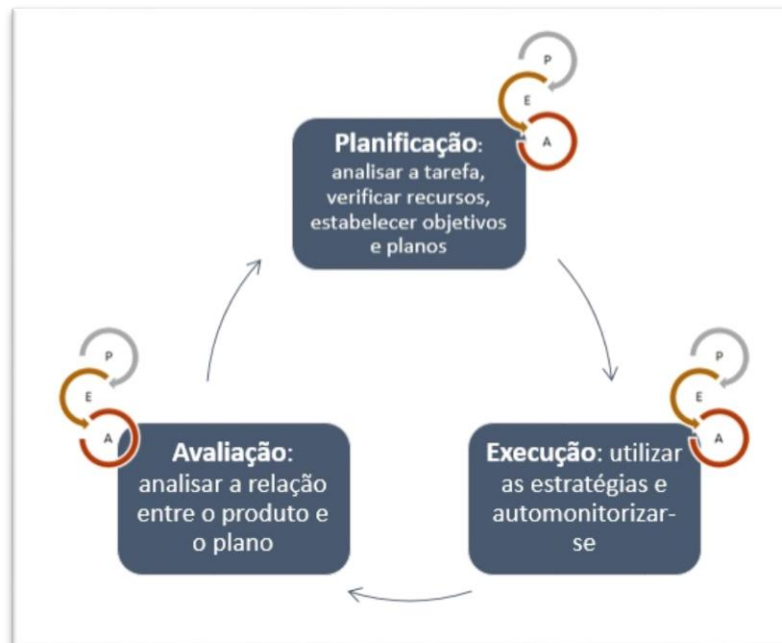 P
E
A
Planificação:
analisar a tarefa,
verificar recursos,
estabelecer objetivos
e planos
P
E
A
Avaliação:
analisar a relação
entre o produto e
o plano
P
E
A
Execução: utilizar
as estratégias e
automonitorizar-
se